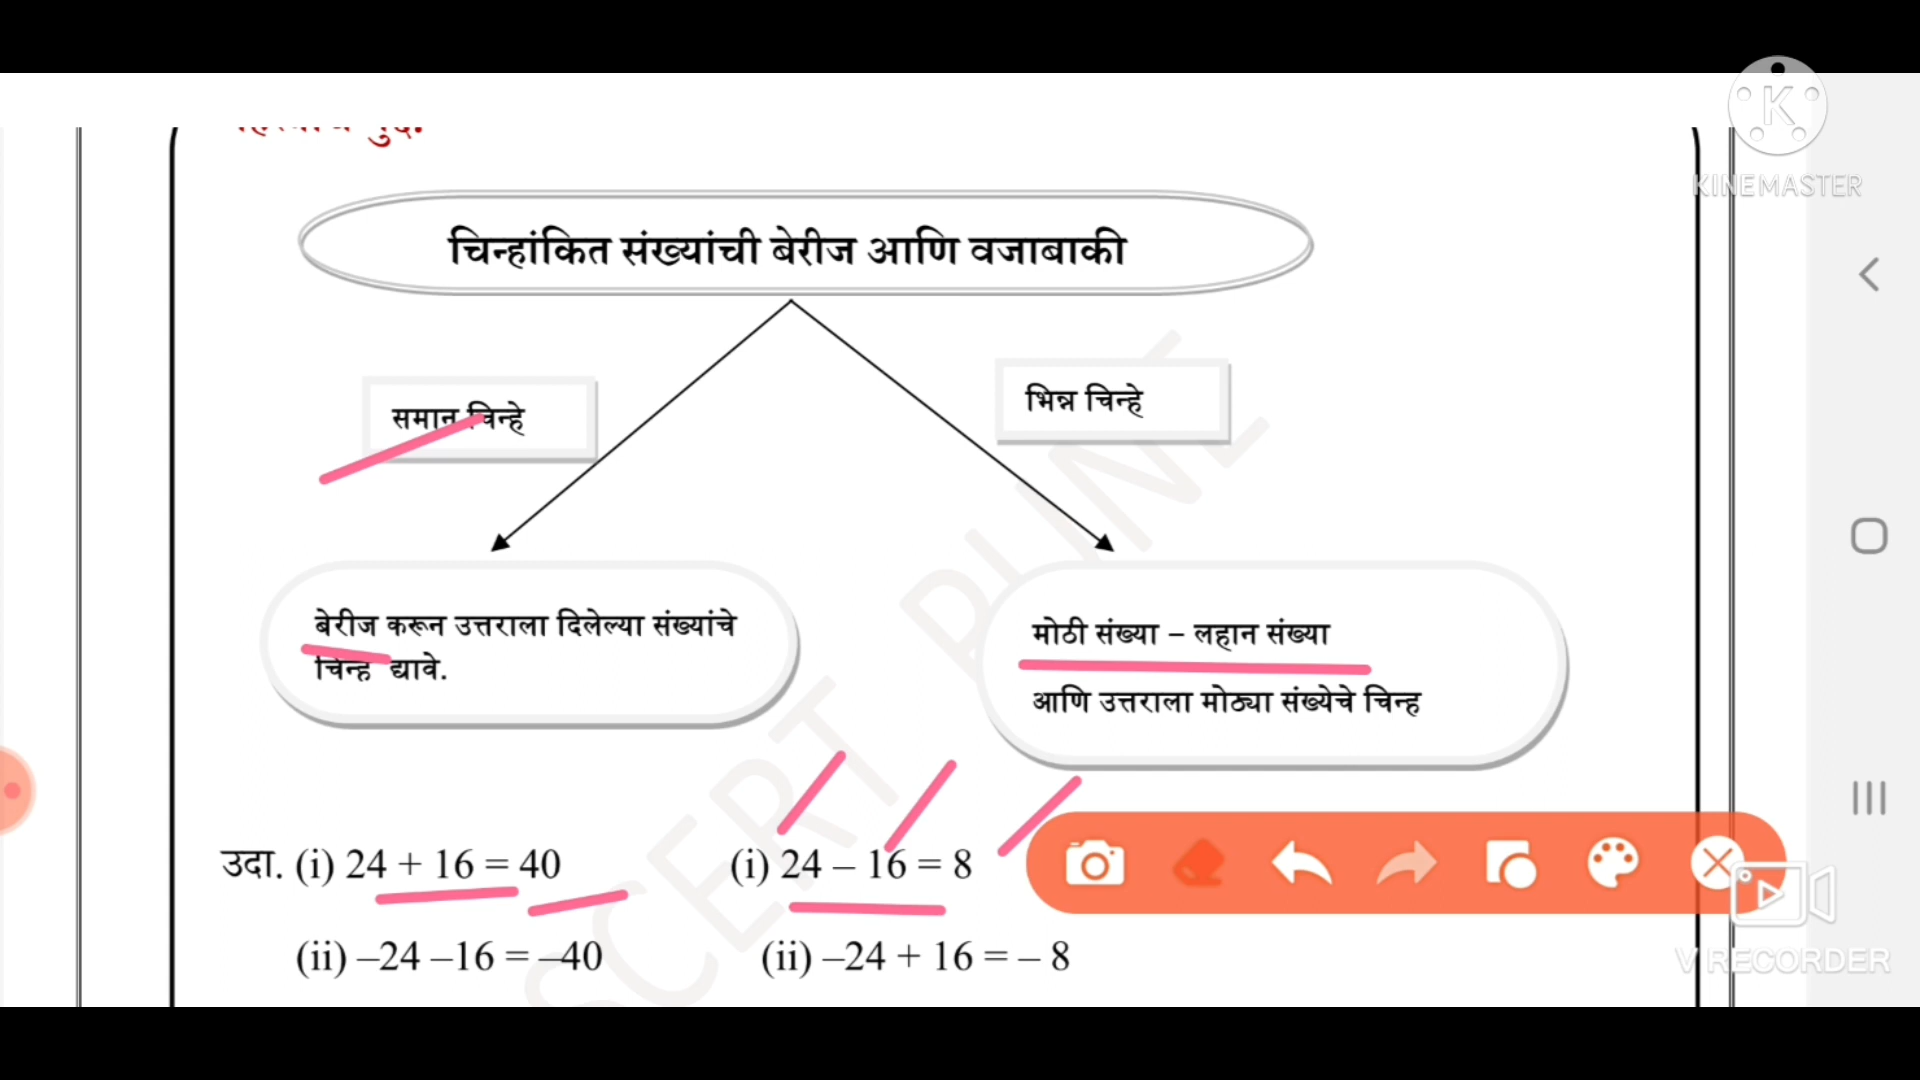 KINEMASTER
चिन्हांकित संख्यांची बेरीज आणि वजाबाकी
समान चिन्हे
भिन्न चिन्हे
बेरीज करून उत्तराला दिलेल्या संख्यांचे
चिन्ह द्यावे.
मोठी संख्या – लहान संख्या
आणि उत्तराला मोठ्या संख्येचे चिन्ह
उदा. (i) 24 + 16 = 40
(i) 24 – 16 = 8
(ii) –24 –16 = –40
(ii) –24 + 16 = – 8
V RECORDER